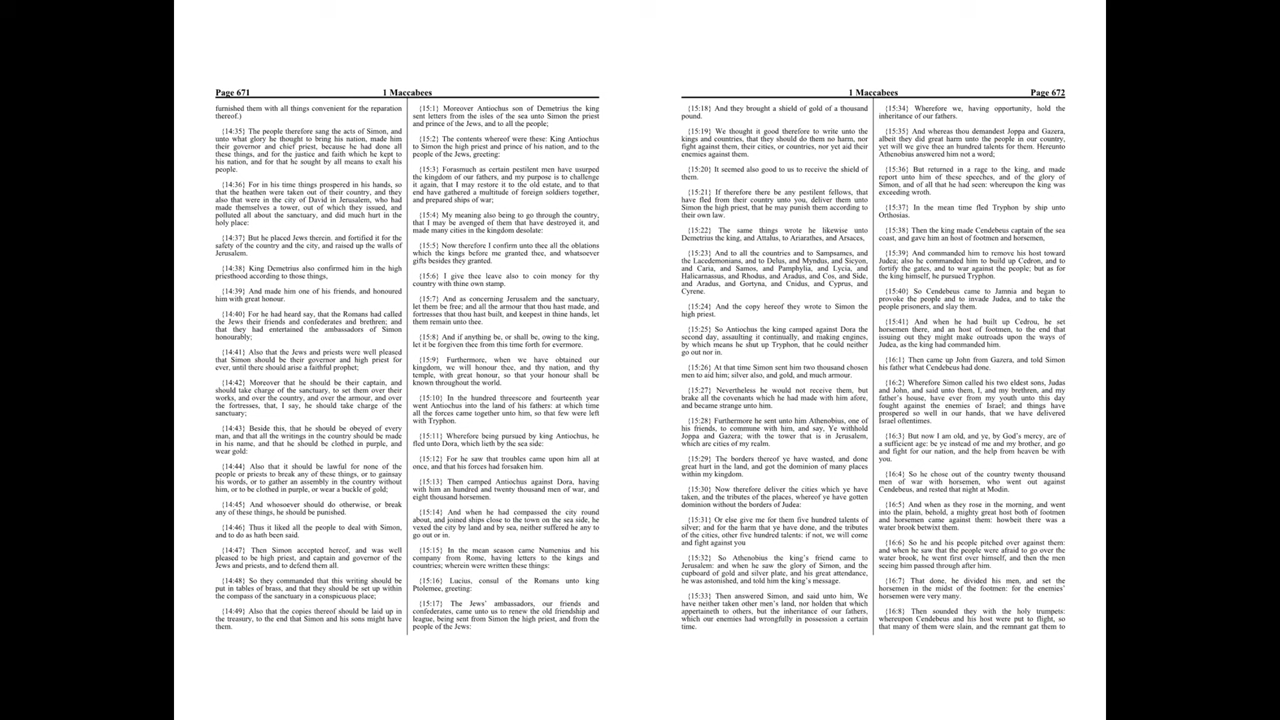 Page 671 1 Maccabees
furnished them with all things convenient for the reparation
thereof.)
{14:35} The people therefore sang the acts of Simon, and
unto what glory he thought to bring his nation, made him
their governor and chief priest, because he had done all
these things, and for the justice and faith which he kept to
his nation, and for that he sought by all means to exalt his
people.
{14:36} For in his time things prospered in his hands, so
that the heathen were taken out of their country, and they
also that were in the city of David in Jerusalem, who had
made themselves a tower, out of which they issued, and
polluted all about the sanctuary, and did much hurt in the
holy place:
{14:37} But he placed Jews therein. and fortified it for the
safety of the country and the city, and raised up the walls of
Jerusalem.
{14:38} King Demetrius also confirmed him in the high
priesthood according to those things,
{14:39} And made him one of his friends, and honoured
him with great honour.
{14:40} For he had heard say, that the Romans had called
the Jews their friends and confederates and brethren; and
that they had entertained the ambassadors of Simon
honourably;
{14:41} Also that the Jews and priests were well pleased
that Simon should be their governor and high priest for
ever, until there should arise a faithful prophet;
{14:42} Moreover that he should be their captain, and
should take charge of the sanctuary, to set them over their
works, and over the country, and over the armour, and over
the fortresses, that, I say, he should take charge of the
sanctuary;
{14:43} Beside this, that he should be obeyed of every
man, and that all the writings in the country should be made
in his name, and that he should be clothed in purple, and
wear gold:
{14:44} Also that it should be lawful for none of the
people or priests to break any of these things, or to gainsay
his words, or to gather an assembly in the country without
him, or to be clothed in purple, or wear a buckle of gold;
{14:45} And whosoever should do otherwise, or break
any of these things, he should be punished.
{14:46} Thus it liked all the people to deal with Simon,
and to do as hath been said.
{14:47} Then Simon accepted hereof, and was well
pleased to be high priest, and captain and governor of the
Jews and priests, and to defend them all.
{14:48} So they commanded that this writing should be
put in tables of brass, and that they should be set up within
the compass of the sanctuary in a conspicuous place;
{14:49} Also that the copies thereof should be laid up in
the treasury, to the end that Simon and his sons might have
them.
{15:1} Moreover Antiochus son of Demetrius the king
sent letters from the isles of the sea unto Simon the priest
and prince of the Jews, and to all the people;
{15:2} The contents whereof were these: King Antiochus
to Simon the high priest and prince of his nation, and to the
people of the Jews, greeting:
{15:3} Forasmuch as certain pestilent men have usurped
the kingdom of our fathers, and my purpose is to challenge
it again, that I may restore it to the old estate, and to that
end have gathered a multitude of foreign soldiers together,
and prepared ships of war;
{15:4} My meaning also being to go through the country,
that I may be avenged of them that have destroyed it, and
made many cities in the kingdom desolate:
{15:5} Now therefore I confirm unto thee all the oblations
which the kings before me granted thee, and whatsoever
gifts besides they granted.
{15:6} I give thee leave also to coin money for thy
country with thine own stamp.
{15:7} And as concerning Jerusalem and the sanctuary,
let them be free; and all the armour that thou hast made, and
fortresses that thou hast built, and keepest in thine hands, let
them remain unto thee.
{15:8} And if anything be, or shall be, owing to the king,
let it be forgiven thee from this time forth for evermore.
{15:9} Furthermore, when we have obtained our
kingdom, we will honour thee, and thy nation, and thy
temple, with great honour, so that your honour shall be
known throughout the world.
{15:10} In the hundred threescore and fourteenth year
went Antiochus into the land of his fathers: at which time
all the forces came together unto him, so that few were left
with Tryphon.
{15:11} Wherefore being pursued by king Antiochus, he
fled unto Dora, which lieth by the sea side:
{15:12} For he saw that troubles came upon him all at
once, and that his forces had forsaken him.
{15:13} Then camped Antiochus against Dora, having
with him an hundred and twenty thousand men of war, and
eight thousand horsemen.
{15:14} And when he had compassed the city round
about, and joined ships close to the town on the sea side, he
vexed the city by land and by sea, neither suffered he any to
go out or in.
{15:15} In the mean season came Numenius and his
company from Rome, having letters to the kings and
countries; wherein were written these things:
{15:16} Lucius, consul of the Romans unto king
Ptolemee, greeting:
{15:17} The Jews' ambassadors, our friends and
confederates, came unto us to renew the old friendship and
league, being sent from Simon the high priest, and from the
people of the Jews:
1 Maccabees Page 672
{15:18} And they brought a shield of gold of a thousand
pound.
{15:19} We thought it good therefore to write unto the
kings and countries, that they should do them no harm, nor
fight against them, their cities, or countries, nor yet aid their
enemies against them.
{15:20} It seemed also good to us to receive the shield of
them.
{15:21} If therefore there be any pestilent fellows, that
have fled from their country unto you, deliver them unto
Simon the high priest, that he may punish them according to
their own law.
{15:22} The same things wrote he likewise unto
Demetrius the king, and Attalus, to Ariarathes, and Arsaces,
{15:23} And to all the countries and to Sampsames, and
the Lacedemonians, and to Delus, and Myndus, and Sicyon,
and Caria, and Samos, and Pamphylia, and Lycia, and
Halicarnassus, and Rhodus, and Aradus, and Cos, and Side,
and Aradus, and Gortyna, and Cnidus, and Cyprus, and
Cyrene.
{15:24} And the copy hereof they wrote to Simon the
high priest.
{15:25} So Antiochus the king camped against Dora the
second day, assaulting it continually, and making engines,
by which means he shut up Tryphon, that he could neither
go out nor in.
{15:26} At that time Simon sent him two thousand chosen
men to aid him; silver also, and gold, and much armour.
{15:27} Nevertheless he would not receive them, but
brake all the covenants which he had made with him afore,
and became strange unto him.
{15:28} Furthermore he sent unto him Athenobius, one of
his friends, to commune with him, and say, Ye withhold
Joppa and Gazera; with the tower that is in Jerusalem,
which are cities of my realm.
{15:29} The borders thereof ye have wasted, and done
great hurt in the land, and got the dominion of many places
within my kingdom.
{15:30} Now therefore deliver the cities which ye have
taken, and the tributes of the places, whereof ye have gotten
dominion without the borders of Judea:
{15:31} Or else give me for them five hundred talents of
silver; and for the harm that ye have done, and the tributes
of the cities, other five hundred talents: if not, we will come
and fight against you
{15:32} So Athenobius the king's friend came to
Jerusalem: and when he saw the glory of Simon, and the
cupboard of gold and silver plate, and his great attendance,
he was astonished, and told him the king's message.
{15:33} Then answered Simon, and said unto him, We
have neither taken other men's land, nor holden that which
appertaineth to others, but the inheritance of our fathers,
which our enemies had wrongfully in possession a certain
time.
{15:34} Wherefore we, having opportunity, hold the
inheritance of our fathers.
{15:35} And whereas thou demandest Joppa and Gazera,
albeit they did great harm unto the people in our country,
yet will we give thee an hundred talents for them. Hereunto
Athenobius answered him not a word;
{15:36} But returned in a rage to the king, and made
report unto him of these speeches, and of the glory of
Simon, and of all that he had seen: whereupon the king was
exceeding wroth.
{15:37} In the mean time fled Tryphon by ship unto
Orthosias.
{15:38} Then the king made Cendebeus captain of the sea
coast, and gave him an host of footmen and horsemen,
{15:39} And commanded him to remove his host toward
Judea; also he commanded him to build up Cedron, and to
fortify the gates, and to war against the people; but as for
the king himself, he pursued Tryphon.
{15:40} So Cendebeus came to Jamnia and began to
provoke the people and to invade Judea, and to take the
people prisoners, and slay them.
{15:41} And when he had built up Cedrou, he set
horsemen there, and an host of footmen, to the end that
issuing out they might make outroads upon the ways of
Judea, as the king had commanded him.
{16:1} Then came up John from Gazera, and told Simon
his father what Cendebeus had done.
{16:2} Wherefore Simon called his two eldest sons, Judas
and John, and said unto them, I, and my brethren, and my
father's house, have ever from my youth unto this day
fought against the enemies of Israel; and things have
prospered so well in our hands, that we have delivered
Israel oftentimes.
{16:3} But now I am old, and ye, by God's mercy, are of
a sufficient age: be ye instead of me and my brother, and go
and fight for our nation, and the help from heaven be with
you.
{16:4} So he chose out of the country twenty thousand
men of war with horsemen, who went out against
Cendebeus, and rested that night at Modin.
{16:5} And when as they rose in the morning, and went
into the plain, behold, a mighty great host both of footmen
and horsemen came against them: howbeit there was a
water brook betwixt them.
{16:6} So he and his people pitched over against them:
and when he saw that the people were afraid to go over the
water brook, he went first over himself, and then the men
seeing him passed through after him.
{16:7} That done, he divided his men, and set the
horsemen in the midst of the footmen: for the enemies'
horsemen were very many.
{16:8} Then sounded they with the holy trumpets:
whereupon Cendebeus and his host were put to flight, so
that many of them were slain, and the remnant gat them to